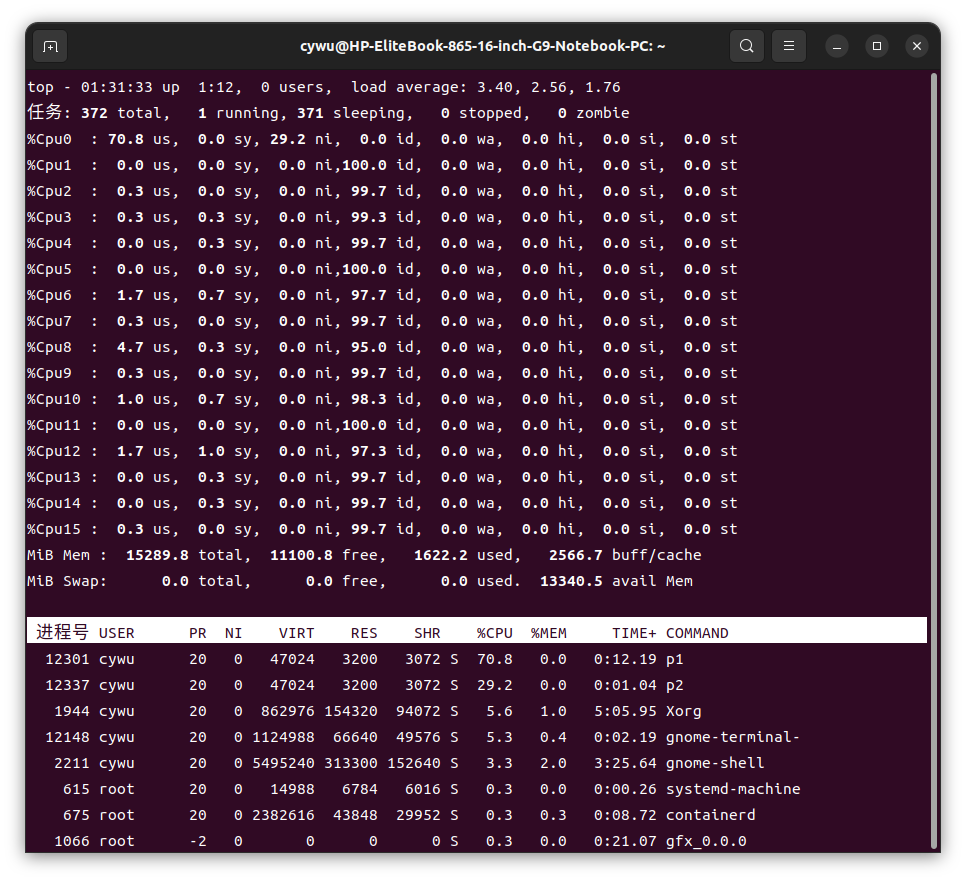 cywu@HP-EliteBook-865-16-inch-G9-Notebook-PC: ~
top - 01:31:33 up  1:12,  0 users,  load average: 3.40, 2.56, 1.76
任务: 372 total,   1 running, 371 sleeping,   0 stopped,   0 zombie
%Cpu0  : 70.8 us,  0.0 sy, 29.2 ni,  0.0 id,  0.0 wa,  0.0 hi,  0.0 si,  0.0 st
%Cpu1  :  0.0 us,  0.0 sy,  0.0 ni,100.0 id,  0.0 wa,  0.0 hi,  0.0 si,  0.0 st
%Cpu2  :  0.3 us,  0.0 sy,  0.0 ni, 99.7 id,  0.0 wa,  0.0 hi,  0.0 si,  0.0 st
%Cpu3  :  0.3 us,  0.3 sy,  0.0 ni, 99.3 id,  0.0 wa,  0.0 hi,  0.0 si,  0.0 st
%Cpu4  :  0.0 us,  0.3 sy,  0.0 ni, 99.7 id,  0.0 wa,  0.0 hi,  0.0 si,  0.0 st
%Cpu5  :  0.0 us,  0.0 sy,  0.0 ni,100.0 id,  0.0 wa,  0.0 hi,  0.0 si,  0.0 st
%Cpu6  :  1.7 us,  0.7 sy,  0.0 ni, 97.7 id,  0.0 wa,  0.0 hi,  0.0 si,  0.0 st
%Cpu7  :  0.3 us,  0.0 sy,  0.0 ni, 99.7 id,  0.0 wa,  0.0 hi,  0.0 si,  0.0 st
%Cpu8  :  4.7 us,  0.3 sy,  0.0 ni, 95.0 id,  0.0 wa,  0.0 hi,  0.0 si,  0.0 st
%Cpu9  :  0.3 us,  0.0 sy,  0.0 ni, 99.7 id,  0.0 wa,  0.0 hi,  0.0 si,  0.0 st
%Cpu10 :  1.0 us,  0.7 sy,  0.0 ni, 98.3 id,  0.0 wa,  0.0 hi,  0.0 si,  0.0 st
%Cpu11 :  0.0 us,  0.0 sy,  0.0 ni,100.0 id,  0.0 wa,  0.0 hi,  0.0 si,  0.0 st
%Cpu12 :  1.7 us,  1.0 sy,  0.0 ni, 97.3 id,  0.0 wa,  0.0 hi,  0.0 si,  0.0 st
%Cpu13 :  0.0 us,  0.3 sy,  0.0 ni, 99.7 id,  0.0 wa,  0.0 hi,  0.0 si,  0.0 st
%Cpu14 :  0.0 us,  0.3 sy,  0.0 ni, 99.7 id,  0.0 wa,  0.0 hi,  0.0 si,  0.0 st
%Cpu15 :  0.3 us,  0.0 sy,  0.0 ni, 99.7 id,  0.0 wa,  0.0 hi,  0.0 si,  0.0 st
MiB Mem :  15289.8 total,  11100.8 free,   1622.2 used,   2566.7 buff/cache
MiB Swap:      0.0 total,      0.0 free,      0.0 used.  13340.5 avail Mem
进程号 USER      PR  NI    VIRT    RES    SHR    %CPU  %MEM     TIME+ COMMAND
12301 cywu      20   0   47024   3200   3072 S  70.8   0.0   0:12.19 p1
12337 cywu      20   0   47024   3200   3072 S  29.2   0.0   0:01.04 p2
1944 cywu      20   0  862976 154320  94072 S   5.6   1.0   5:05.95 Xorg
12148 cywu      20   0 1124988  66640  49576 S   5.3   0.4   0:02.19 gnome-terminal-
2211 cywu      20   0 5495240 313300 152640 S   3.3   2.0   3:25.64 gnome-shell
615 root      20   0   14988   6784   6016 S   0.3   0.0   0:00.26 systemd-machine
675 root      20   0 2382616  43848  29952 S   0.3   0.3   0:08.72 containerd
1066 root      -2   0       0      0      0 S   0.3   0.0   0:21.07 gfx_0.0.0